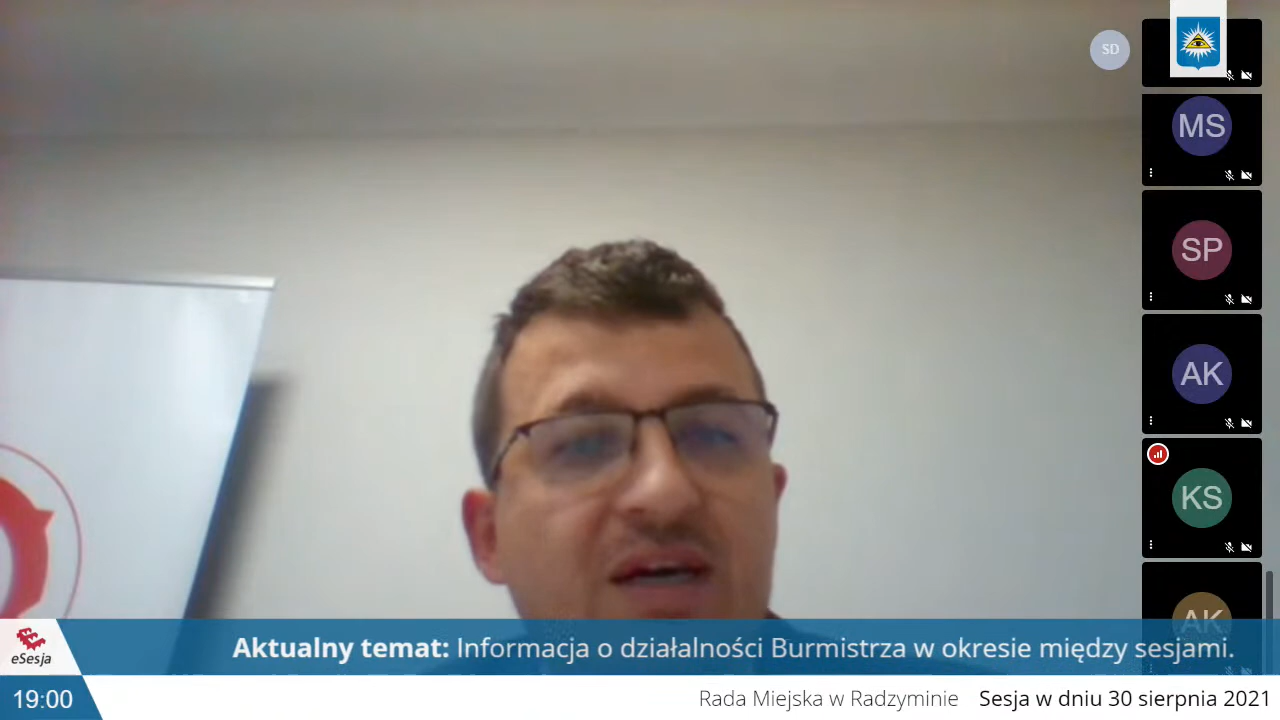 SD
MS
SP
AK
KS
AK
Aktualny temat: Informacja o działalności Burmistrza w okresie między sesjami.
eSesja
19:00
Rada Miejska w Radzyminie Sesja w dniu 30 sierpnia 2021